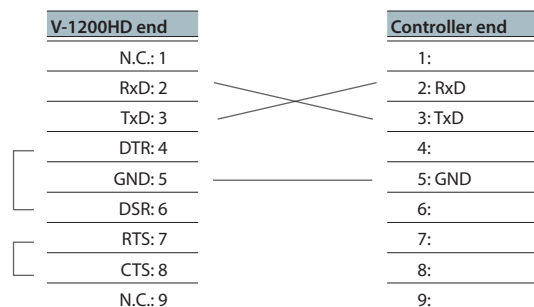 V-1200HD end Controller end
N.C.: 1 1:
RxD: 2 2: RxD
TxD: 3 3: TxD
DTR: 4 4:
GND: 5 5: GND
DSR: 6 6:
RTS: 7 7:
CTS: 8 8:
N.C.: 9 9: